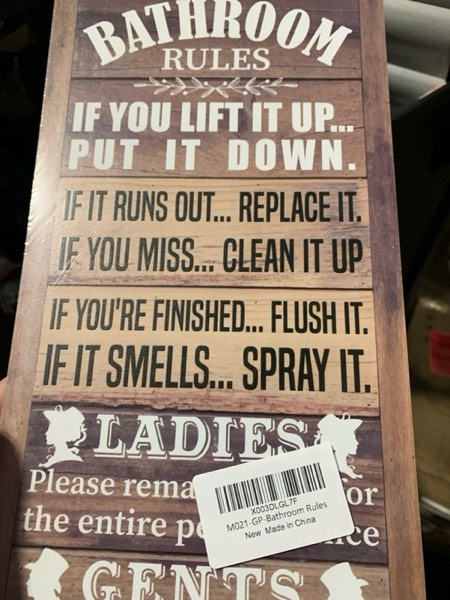 BATHROOM
RULES
IF YOU LIFT IT UP...
PUT IT DOWN.
IF IT RUNS OUT... REPLACE IT.
IF YOU MISS... CLEAN IT UP
IF YOU'RE FINISHED... FLUSH IT.
IF IT SMELLS... SPRAY IT.
LADIES
Please rema or
the entire p ce
X003DLGL7F
M021-GP-Bathroom Rules
New Made in China
GENTS